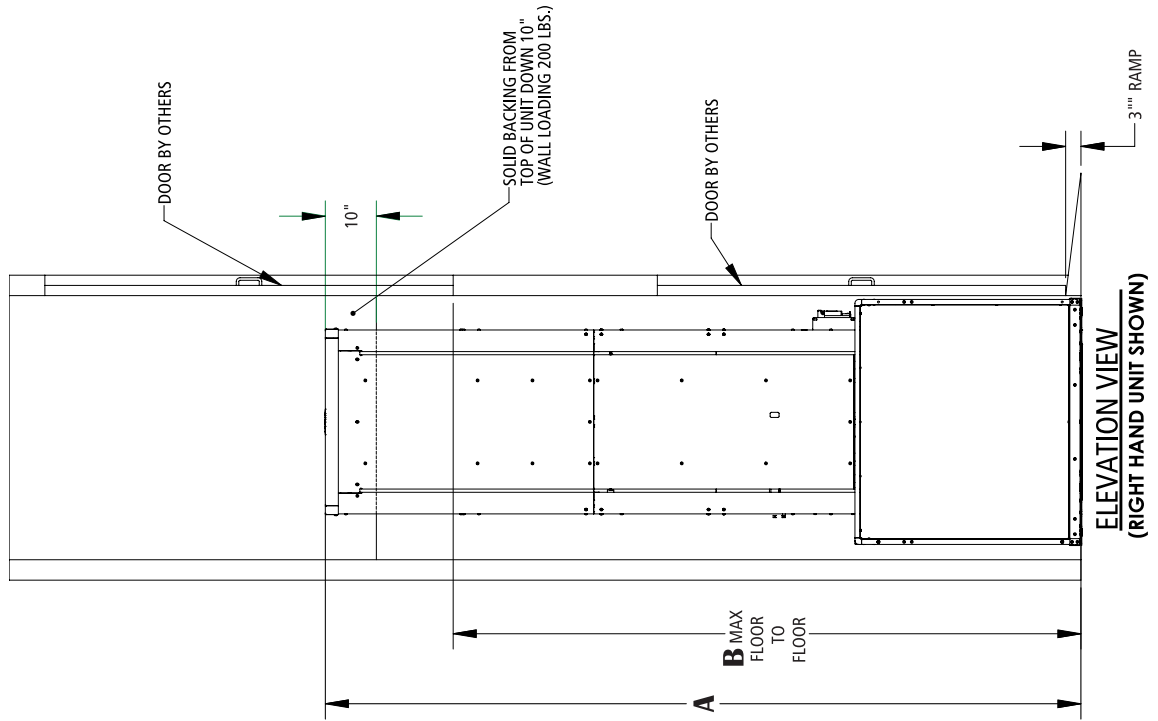 DOOR BY OTHERS
SOLID BACKING FROM
TOP OF UNIT DOWN 10"
(WALL LOADING 200 LBS.)
10"
DOOR BY OTHERS
3"" RAMP
B MAX
FLOOR
TO
FLOOR
A
ELEVATION VIEW
(RIGHT HAND UNIT SHOWN)